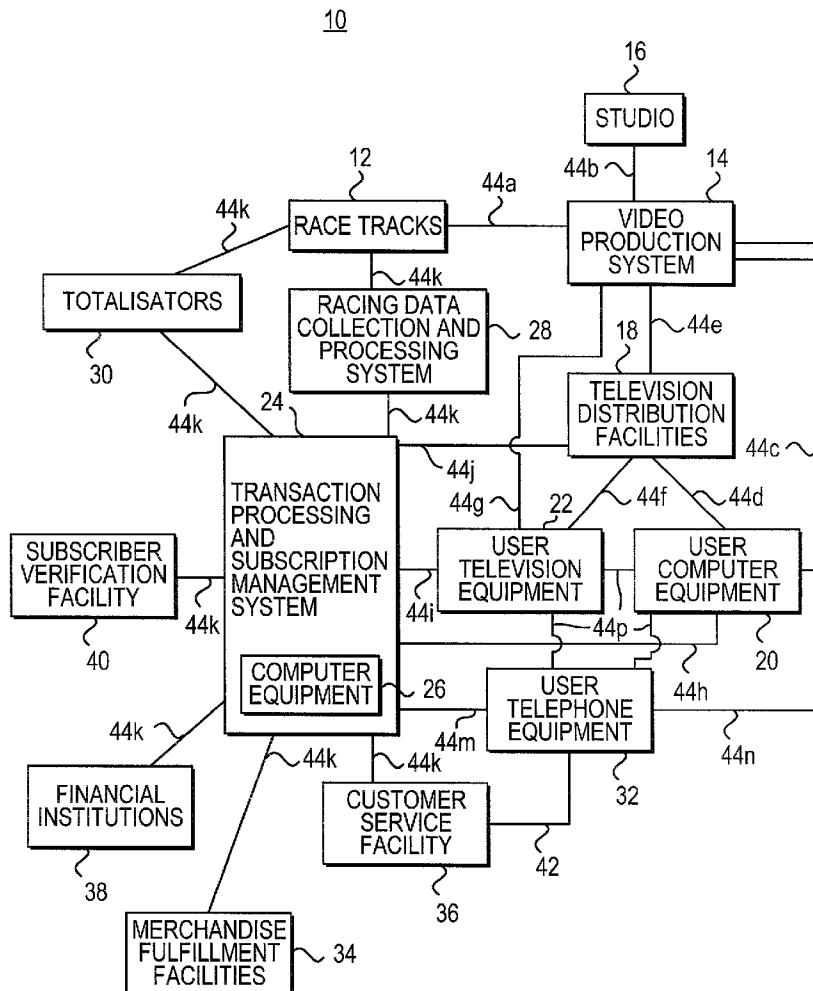 10
16
STUDIO
12
44a
44b
14
44k
RACE TRACKS
VIDEO
PRODUCTION
SYSTEM
44k
TOTALISATORS
RACING DATA
COLLECTION AND
PROCESSING
SYSTEM
28
30
18
44e
TELEVISION
DISTRIBUTION
FACILITIES
44k
24
44k
44j
44c
TRANSACTION
PROCESSING
AND
SUBSCRIPTION
MANAGEMENT
SYSTEM
44g
22
44f
44d
SUBSCRIBER
VERIFICATION
FACILITY
USER
TELEVISION
EQUIPMENT
USER
COMPUTER
EQUIPMENT
44k
44i
44p
40
20
44h
COMPUTER
EQUIPMENT
26
USER
TELEPHONE
EQUIPMENT
44k
44m
44n
44k
44k
32
FINANCIAL
INSTITUTIONS
CUSTOMER
SERVICE
FACILITY
42
38
36
MERCHANDISE
FULFILLMENT
FACILITIES
34